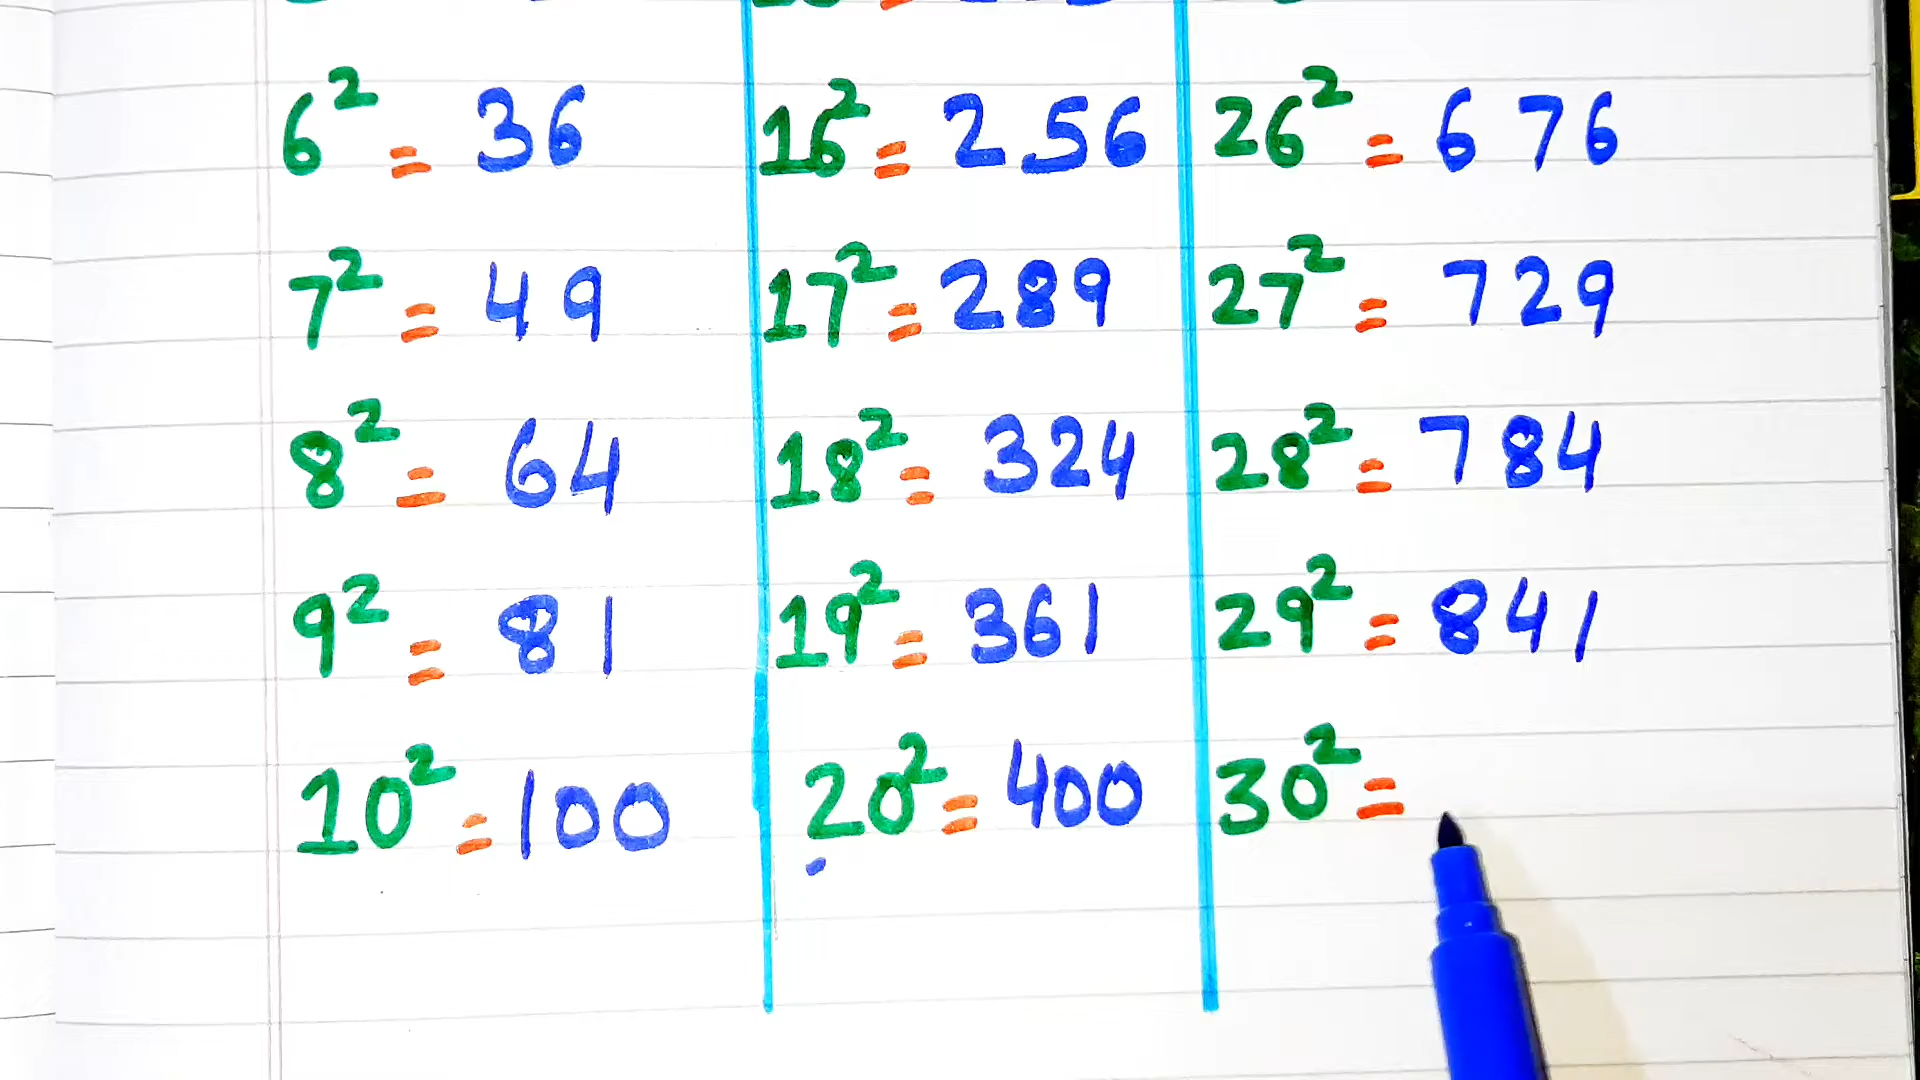 6² = 36
7² = 49
8² = 64
9² = 81
10² = 100
16² = 256
17² = 289
18² = 324
19² = 361
20² = 400
26² = 676
27² = 729
28² = 784
29² = 841
30² =